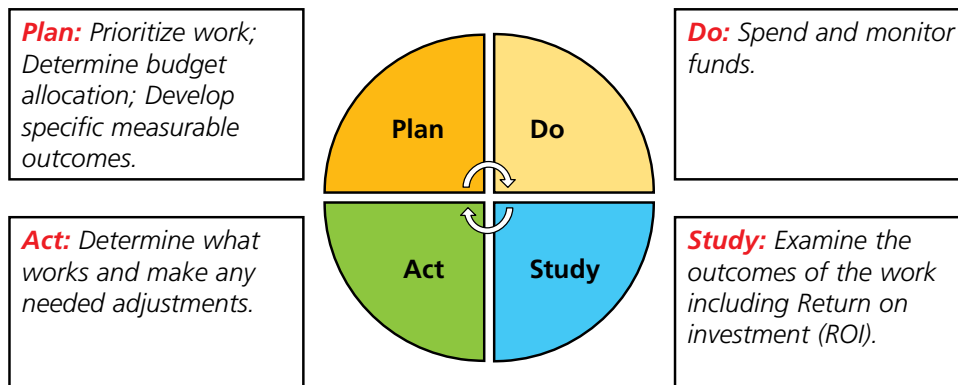 Plan: Prioritize work;
Determine budget
allocation; Develop
specific measurable
outcomes.
Do: Spend and monitor
funds.
Plan
Do
Act
Study
Act: Determine what
works and make any
needed adjustments.
Study: Examine the
outcomes of the work
including Return on
investment (ROI).